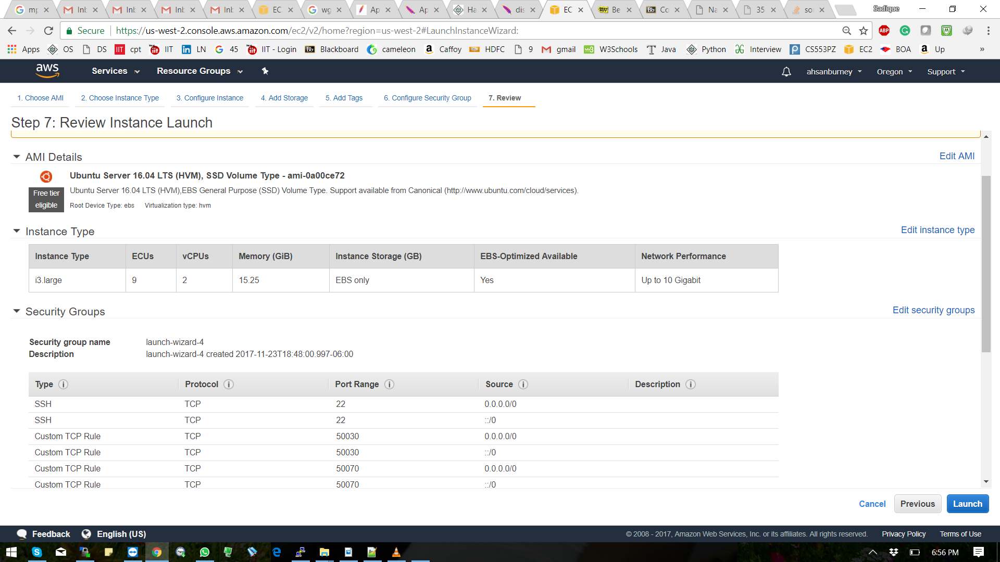 mp Inb Inb Inb Inb EC wg Ap Ap Ha dis EC Be Co Na 35 so Sadique
Secure https://us-west-2.console.aws.amazon.com/ec2/v2/home?region=us-west-2#LaunchInstanceWizard:
Apps OS DS cpt IIT LN 45 IIT - Login Blackboard cameleon Caffoy HDFC 9 gmail W3Schools Java Python Interview CS553PZ EC2 BOA Up »
aws Services Resource Groups ahsanburney Oregon Support
1. Choose AMI 2. Choose Instance Type 3. Configure Instance 4. Add Storage 5. Add Tags 6. Configure Security Group 7. Review
Step 7: Review Instance Launch
AMI Details Edit AMI
Ubuntu Server 16.04 LTS (HVM), SSD Volume Type - ami-0a00ce72
Free tier eligible
Ubuntu Server 16.04 LTS (HVM),EBS General Purpose (SSD) Volume Type. Support available from Canonical (http://www.ubuntu.com/cloud/services).
Root Device Type: ebs Virtualization type: hvm
Instance Type Edit instance type
Instance Type ECUs vCPUs Memory (GiB) Instance Storage (GB) EBS-Optimized Available Network Performance
i3.large 9 2 15.25 EBS only Yes Up to 10 Gigabit
Security Groups Edit security groups
Security group name launch-wizard-4
Description launch-wizard-4 created 2017-11-23T18:48:00.997-06:00
Type Protocol Port Range Source Description
SSH TCP 22 0.0.0.0/0
SSH TCP 22 ::/0
Custom TCP Rule TCP 50030 0.0.0.0/0
Custom TCP Rule TCP 50030 ::/0
Custom TCP Rule TCP 50070 0.0.0.0/0
Custom TCP Rule TCP 50070 ::/0
Cancel Previous Launch
Feedback English (US) © 2008 - 2017, Amazon Web Services, Inc. or its affiliates. All rights reserved. Privacy Policy Terms of Use
6:56 PM